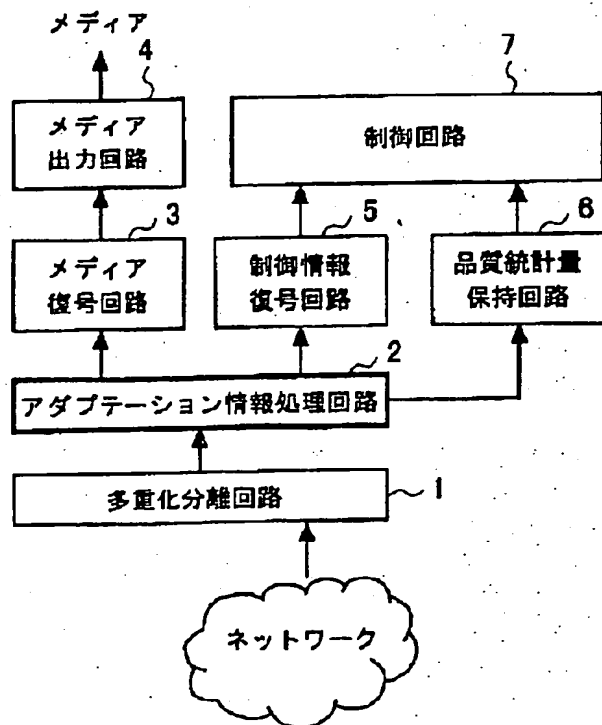 メディア
4
メディア
出力回路
7
制御回路
3
メディア
復号回路
5
制御情報
復号回路
6
品質統計量
保持回路
2
アダプテーション情報処理回路
多重化分離回路
1
ネットワーク